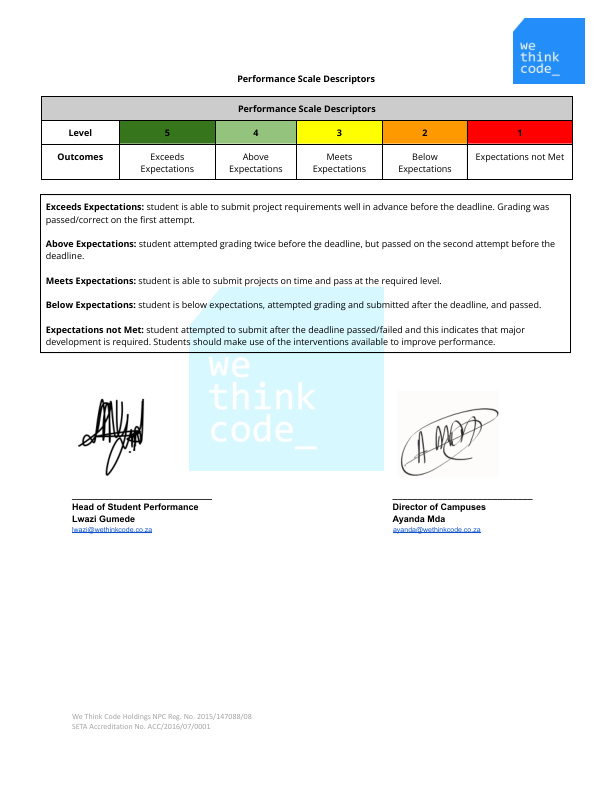 we
think
code_
Performance Scale Descriptors
Performance Scale Descriptors
Level 5 4 3 2 1
Outcomes Exceeds Expectations Above Expectations Meets Expectations Below Expectations Expectations not Met
Exceeds Expectations: student is able to submit project requirements well in advance before the deadline. Grading was
passed/correct on the first attempt.
Above Expectations: student attempted grading twice before the deadline, but passed on the second attempt before the
deadline.
Meets Expectations: student is able to submit projects on time and pass at the required level.
Below Expectations: student is below expectations, attempted grading and submitted after the deadline, and passed.
Expectations not Met: student attempted to submit after the deadline passed/failed and this indicates that major
development is required. Students should make use of the interventions available to improve performance.
we
think
code_
Head of Student Performance
Lwazi Gumede
lwazi@wethinkcode.co.za
Director of Campuses
Ayanda Mda
ayanda@wethinkcode.co.za
We Think Code Holdings NPC Reg. No. 2015/147088/08
SETA Accreditation No. ACC/2016/07/0001